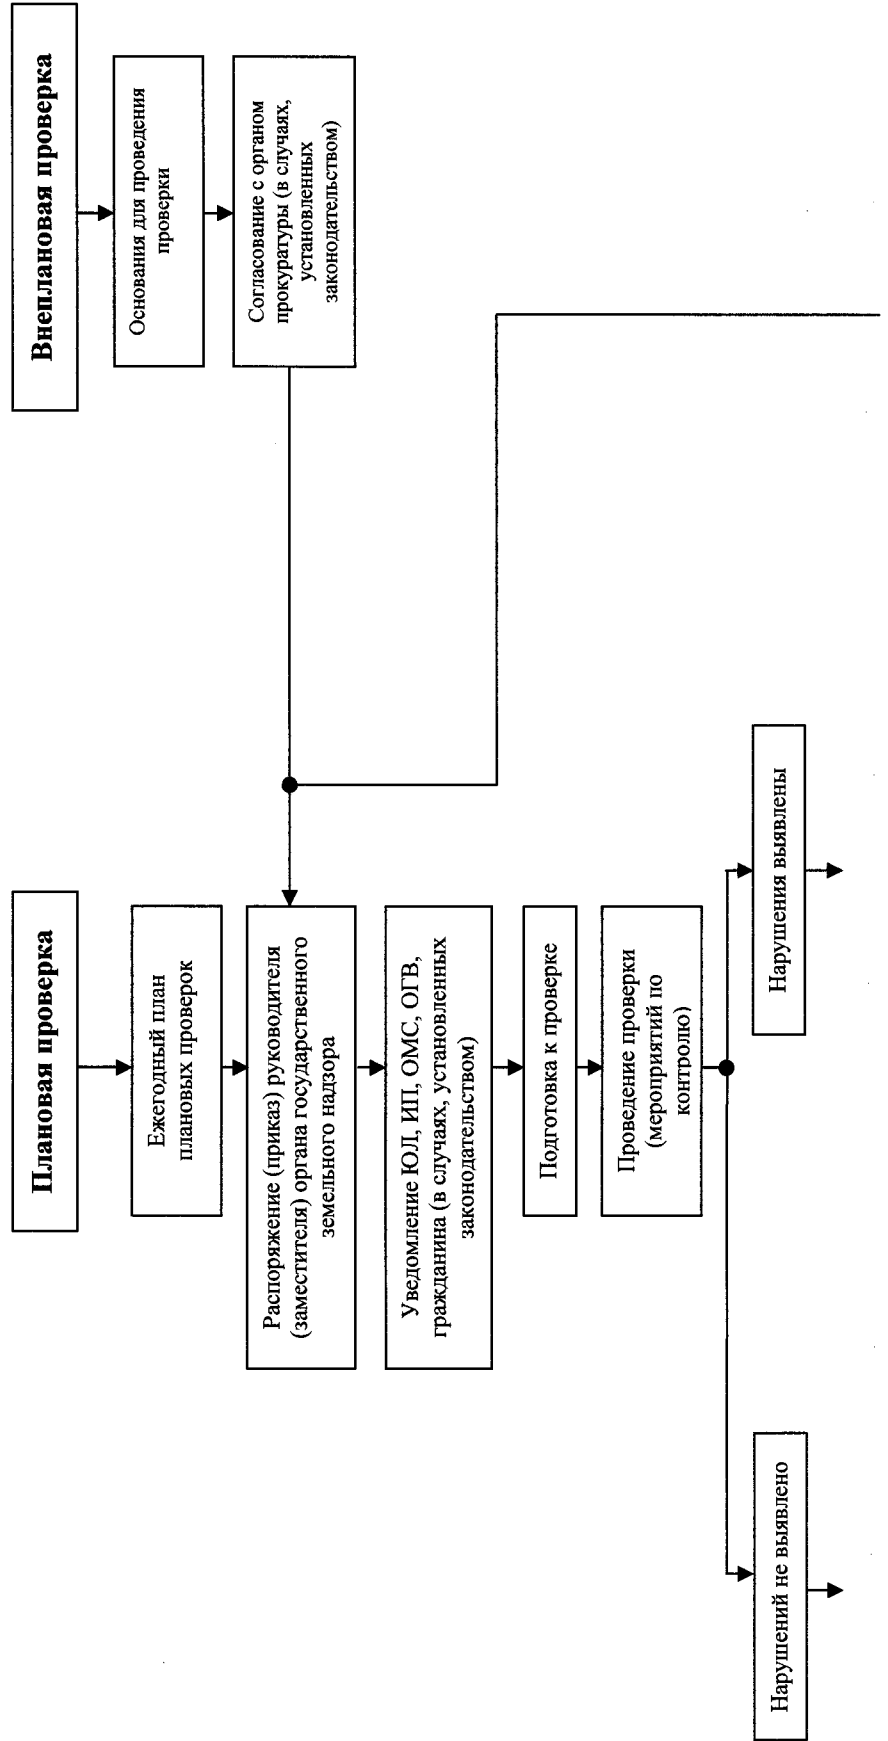 Плановая проверка
Внеплановая проверка
Ежегодный план
плановых проверок
Основания для проведения
проверки
Распоряжение (приказ) руководителя
(заместителя) органа государственного
земельного надзора
Согласование с органом
прокуратуры (в случаях,
установленных
законодательством)
Уведомление ЮЛ, ИП, ОМС, ОГВ,
гражданина (в случаях, установленных
законодательством)
Подготовка к проверке
Проведение проверки
(мероприятий по
контролю)
Нарушений не выявлено
Нарушения выявлены